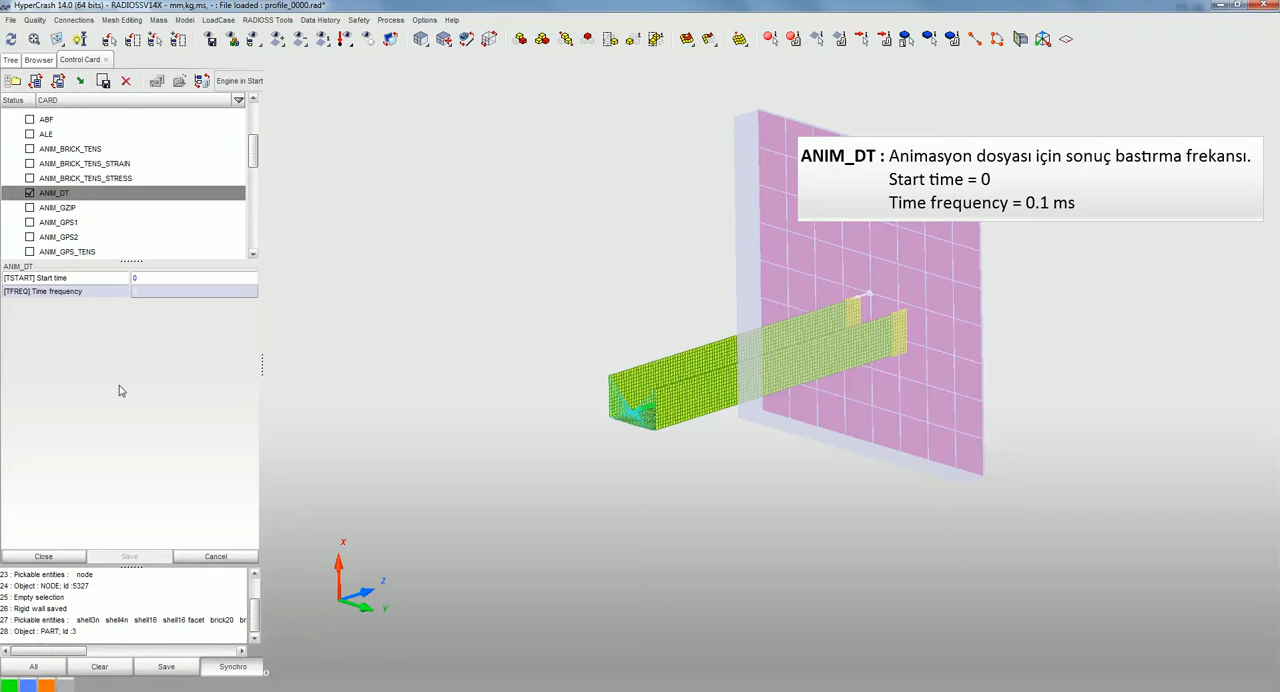 HyperCrash 14.0 (64 bits) - RADIOSSV14X - mm,kg,ms, - : File loaded : profile_0000.rad*
File Quality Connections Mesh Editing Mass Model LoadCase RADIOSS Tools Data History Safety Process Options Help
Tree Browser Control Card ×
Engine in Start
Status CARD
ABF
ALE
ANIM_BRICK_TENS
ANIM_BRICK_TENS_STRAIN
ANIM_BRICK_TENS_STRESS
ANIM_DT
ANIM_GZIP
ANIM_GPS1
ANIM_GPS2
ANIM_GPS_TENS
ANIM_DT
[TSTART] Start time 0
[TFREQ] Time frequency
ANIM_DT : Animasyon dosyası için sonuç bastırma frekansı.
Start time = 0
Time frequency = 0.1 ms
X
Z
Y
Close Save Cancel
23 : Pickable entities : node
24 : Object : NODE; Id :5327
25 : Empty selection
26 : Rigid wall saved
27 : Pickable entities : shell3n shell4n shell16 shell16 facet brick20 br
28 : Object : PART; Id :3
All Clear Save Synchro